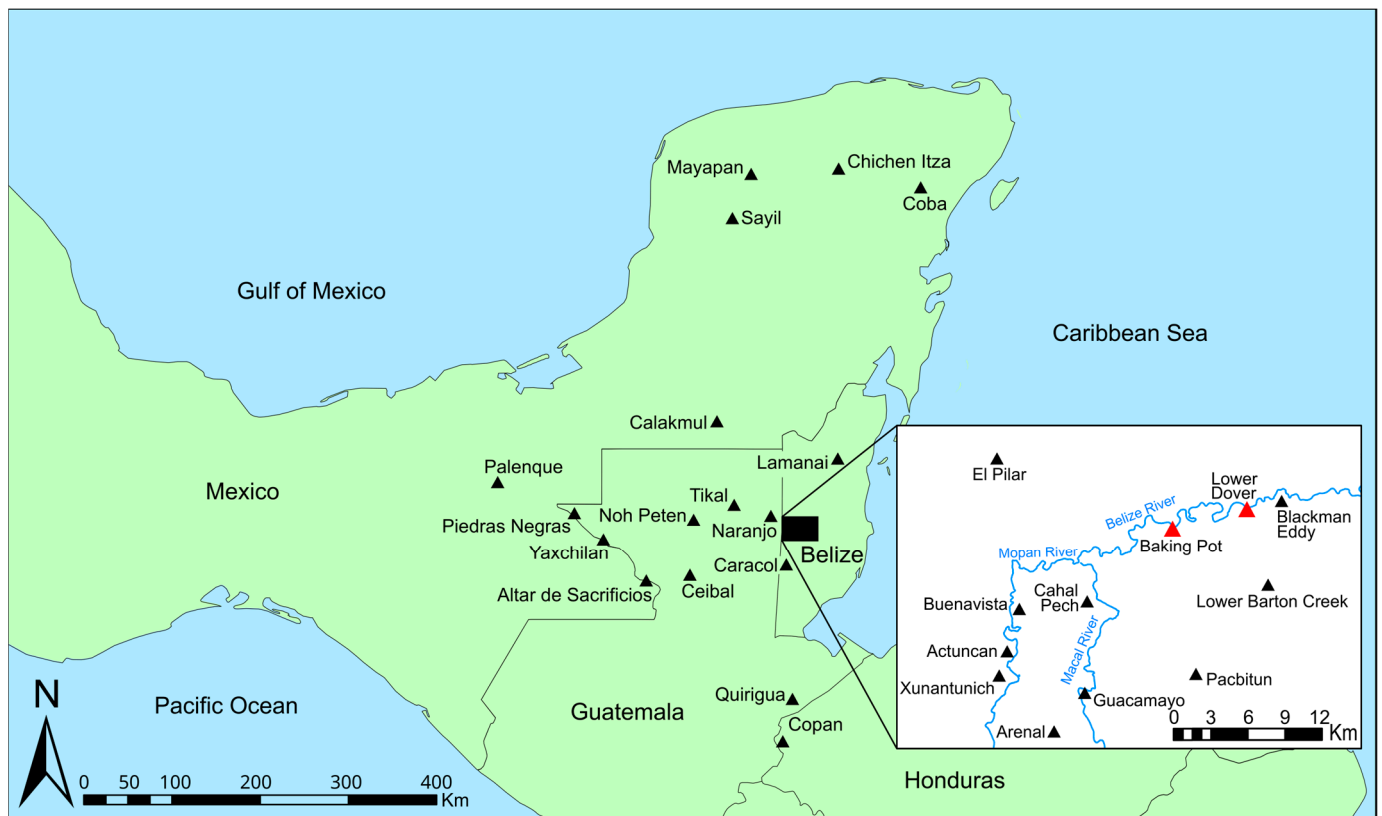 Mayapan
Chichen Itza
Coba
Sayil
Gulf of Mexico
Caribbean Sea
Calakmul
Lamanai
Palenque
Mexico
Tikal
Piedras Negras
Noh Peten
Naranjo
Yaxchilan
Belize
Caracol
Altar de Sacrificios
Ceibal
El Pilar
Lower
Dover
Belize River
Blackman
Eddy
Baking Pot
Mopan River
Buenavista
Cahal
Pech
Lower Barton Creek
Actuncan
Macal River
Xunantunich
Pacbitun
Guacamayo
Arenal
0 3 6 9 12
Km
N
Pacific Ocean
Guatemala
Quirigua
Copan
Honduras
0 50 100 200 300 400
Km